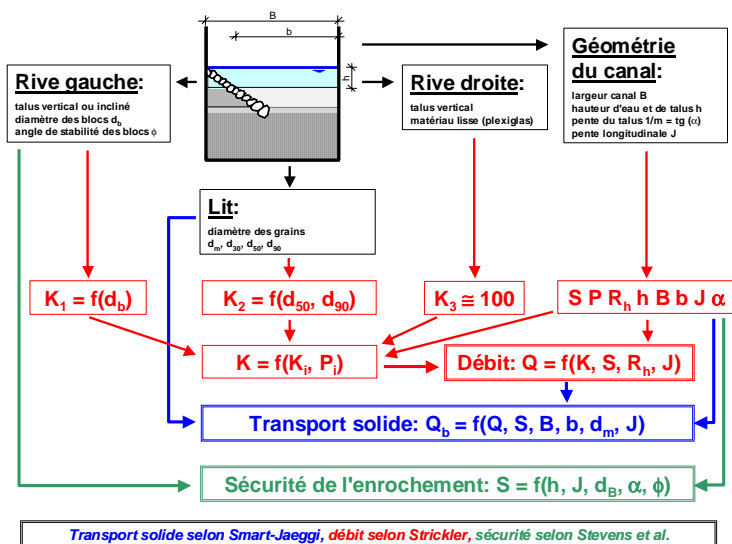 B
b
h
Rive gauche:
talus vertical ou incliné
diamètre des blocs d_b
angle de stabilité des blocs ϕ
Rive droite:
talus vertical
matériau lisse (plexiglas)
Géométrie
du canal:
largeur canal B
hauteur d'eau et de talus h
pente du talus 1/m = tg (α)
pente longitudinale J
Lit:
diamètre des grains
d_m, d_30, d_50, d_90
K_1 = f(d_b)
K_2 = f(d_50, d_90)
K_3 ≅ 100
S P R_h h B b J α
K = f(K_i, P_i)
Débit: Q = f(K, S, R_h, J)
Transport solide: Q_b = f(Q, S, B, b, d_m, J)
Sécurité de l'enrochement: S = f(h, J, d_B, α, ϕ)
Transport solide selon Smart-Jaeggi, débit selon Strickler, sécurité selon Stevens et al.